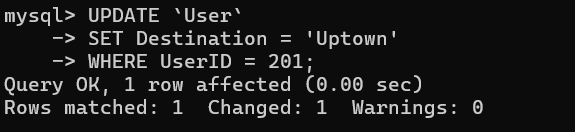 mysql> UPDATE `User`
    -> SET Destination = 'Uptown'
    -> WHERE UserID = 201;
Query OK, 1 row affected (0.00 sec)
Rows matched: 1  Changed: 1  Warnings: 0